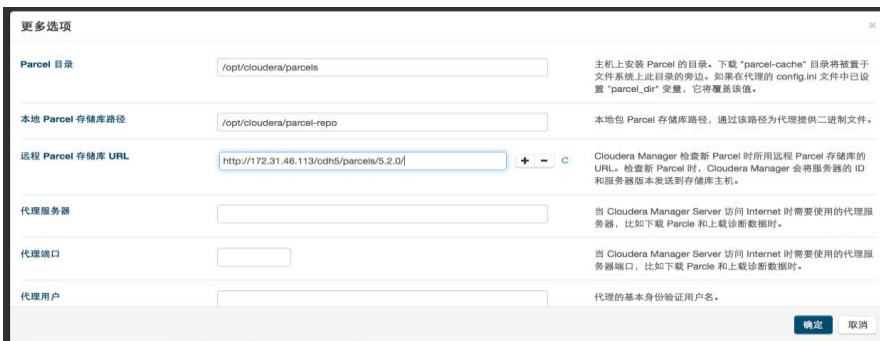 更多选项
×
Parcel 目录
/opt/cloudera/parcels
主机上安装 Parcel 的目录。下载 "parcel-cache" 目录将被置于
文件系统上此目录的旁边。如果在代理的 config.ini 文件中已设
置 "parcel_dir" 变量，它将覆盖该值。
本地 Parcel 存储库路径
/opt/cloudera/parcel-repo
本地包 Parcel 存储库路径，通过该路径为代理提供二进制文件。
远程 Parcel 存储库 URL
http://172.31.46.113/cdh5/parcels/5.2.0/
+ -
Cloudera Manager 检查新 Parcel 时所用远程 Parcel 存储库的
URL。检查新 Parcel 时，Cloudera Manager 会将服务器的 ID
和服务器版本发送到存储库主机。
代理服务器
当 Cloudera Manager Server 访问 Internet 时需要使用的代理服
务器，比如下载 Parcle 和上载诊断数据时。
代理端口
当 Cloudera Manager Server 访问 Internet 时需要使用的代理服
务器端口，比如下载 Parcle 和上载诊断数据时。
代理用户
代理的基本身份验证用户名。
确定
取消